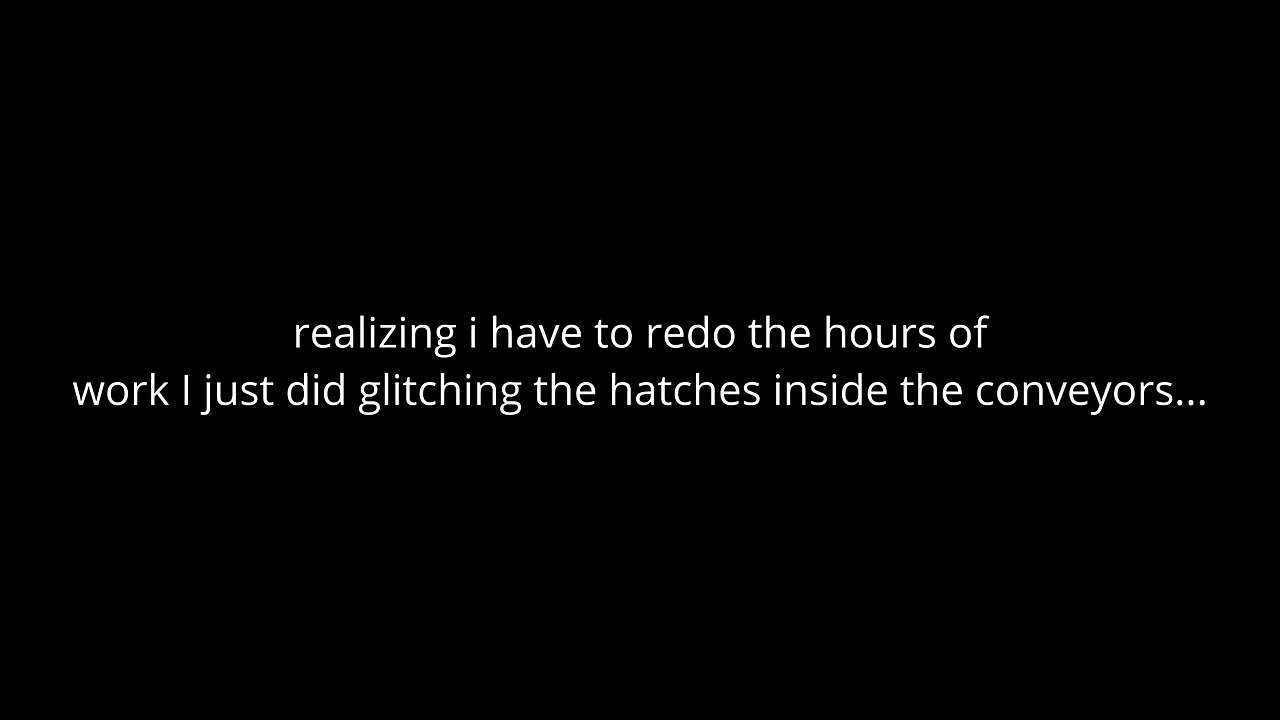 realizing i have to redo the hours of
work I just did glitching the hatches inside the conveyors...